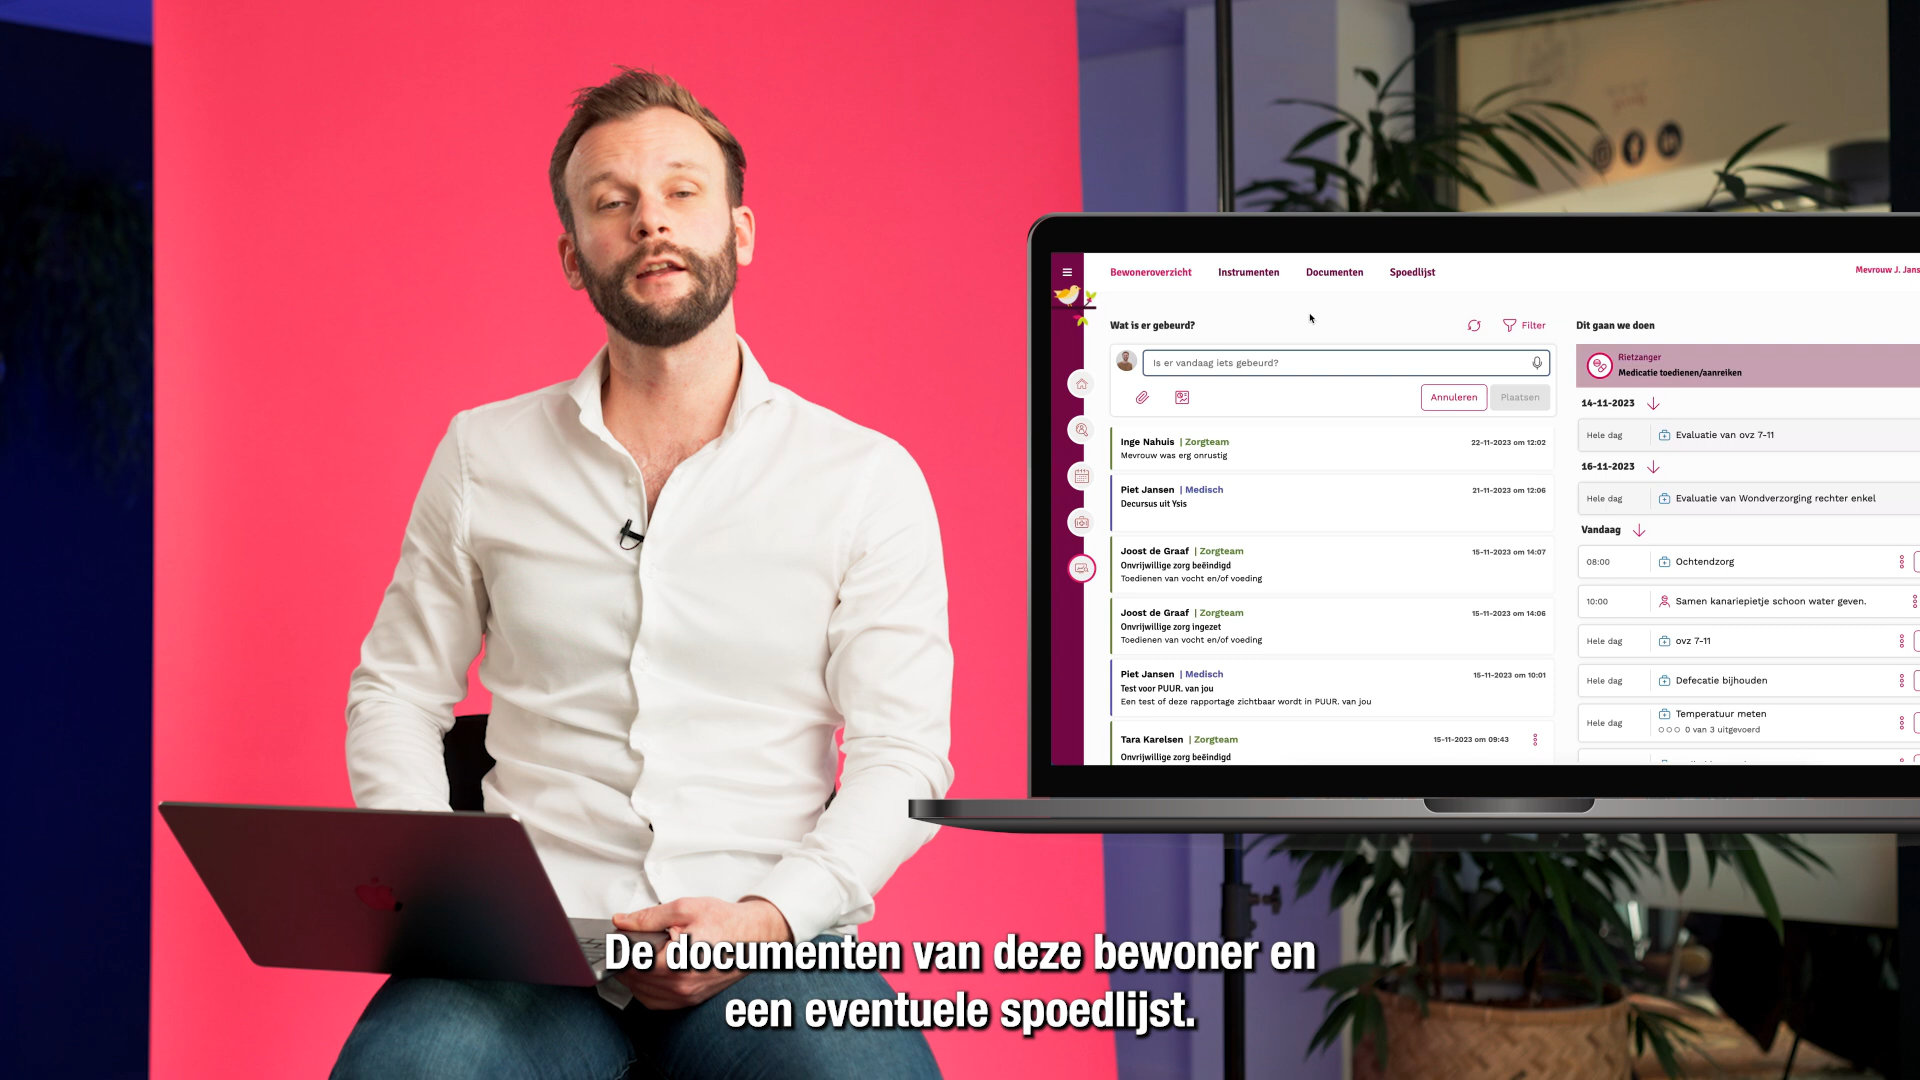 Bewoneroverzicht Instrumenten Documenten Spoedlijst
Mevrouw J. Jans
Wat is er gebeurd?
Filter
Is er vandaag iets gebeurd?
Annuleren Plaatsen
Inge Nahuis | Zorgteam 22-11-2023 om 12:02
Mevrouw was erg onrustig
Piet Jansen | Medisch 21-11-2023 om 12:06
Decursus uit Ysis
Joost de Graaf | Zorgteam 15-11-2023 om 14:07
Onvrijwillige zorg beëindigd
Toedienen van vocht en/of voeding
Joost de Graaf | Zorgteam 15-11-2023 om 14:06
Onvrijwillige zorg ingezet
Toedienen van vocht en/of voeding
Piet Jansen | Medisch 15-11-2023 om 10:01
Test voor PUUR. van jou
Een test of deze rapportage zichtbaar wordt in PUUR. van jou
Tara Karelsen | Zorgteam 15-11-2023 om 09:43
Onvrijwillige zorg beëindigd
Dit gaan we doen
Rietzanger
Medicatie toedienen/aanreiken
14-11-2023
Hele dag Evaluatie van ovz 7-11
16-11-2023
Hele dag Evaluatie van Wondverzorging rechter enkel
Vandaag
08:00 Ochtendzorg
10:00 Samen kanariepietje schoon water geven.
Hele dag ovz 7-11
Hele dag Defecatie bijhouden
Hele dag Temperatuur meten
0 van 3 uitgevoerd
De documenten van deze bewoner en
een eventuele spoedlijst.